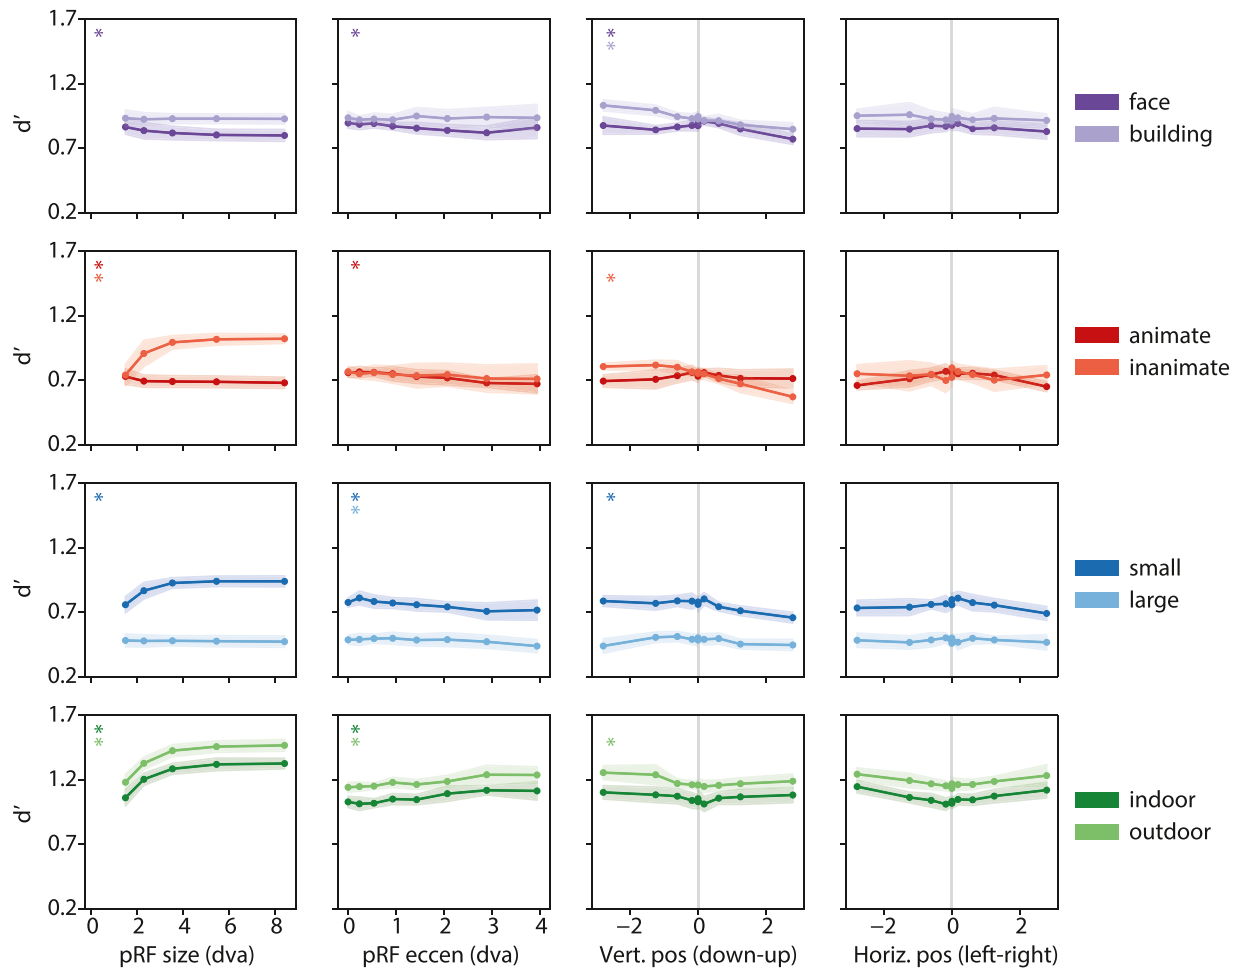 1.7
1.2
0.7
0.2
d′
*
*
*
*
face
building
1.7
1.2
0.7
0.2
*
*
*
*
animate
inanimate
1.7
1.2
0.7
0.2
d′
*
*
*
*
small
large
1.7
1.2
0.7
0.2
d′
*
*
*
*
*
indoor
outdoor
0 2 4 6 8
0 1 2 3 4
−2 0 2
−2 0 2
pRF size (dva)
pRF eccen (dva)
Vert. pos (down-up)
Horiz. pos (left-right)
d′